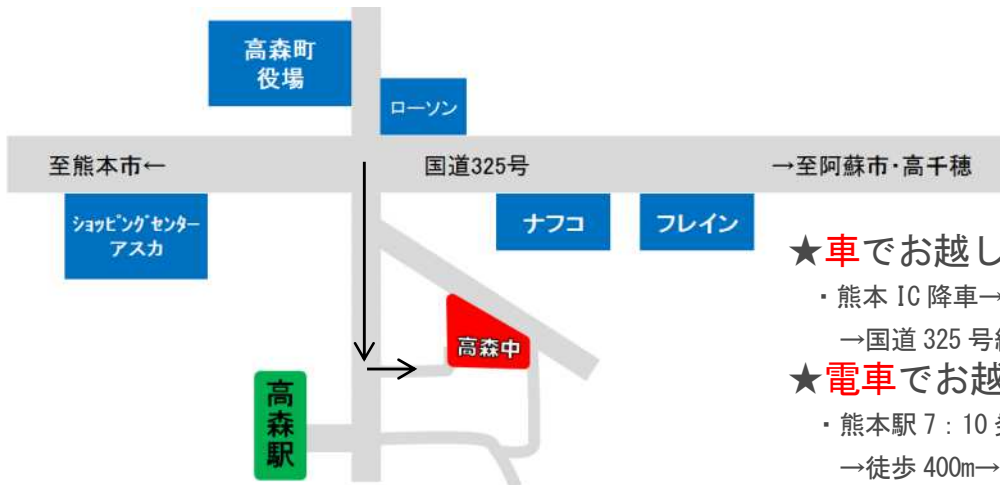 高森町
役場
ローソン
至熊本市←
国道325号
→至阿蘇市・高千穂
ショッピングセンター
アスカ
ナフコ
フレイン
★車でお越し
・熊本 IC 降車→
→国道 325 号
高森中
★電車でお越
高森駅
・熊本駅 7：10
→徒歩 400m→